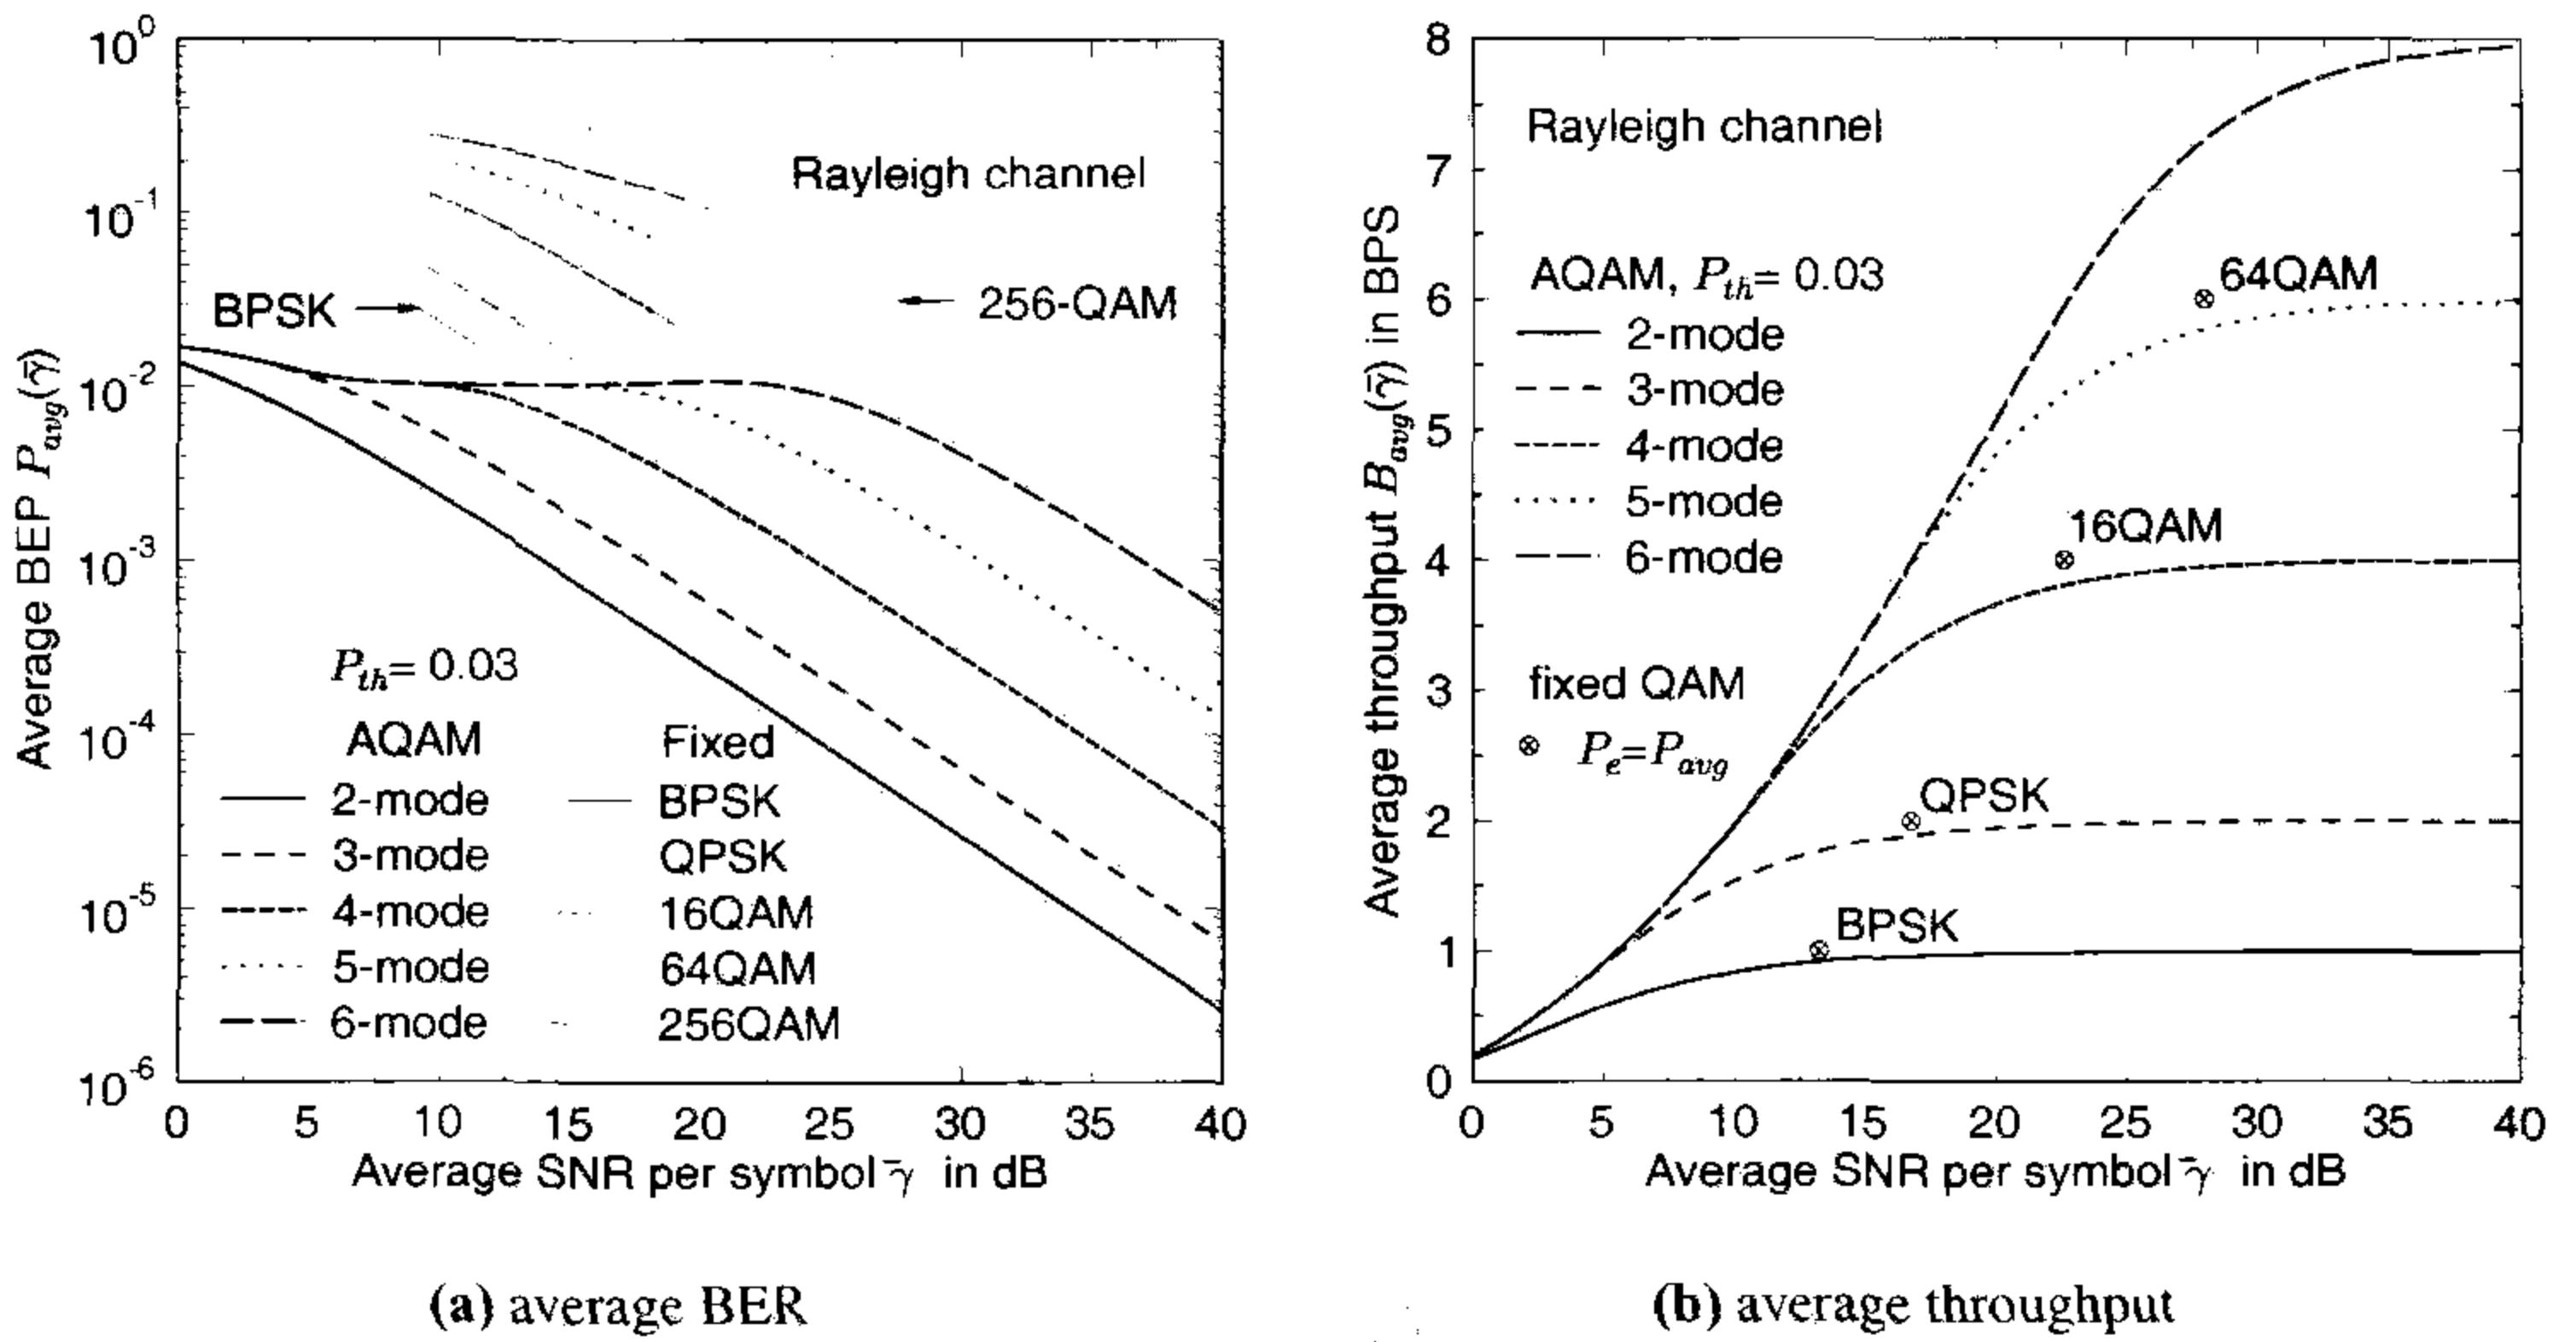 10^0
10^-1
10^-2
10^-3
10^-4
10^-5
10^-6
Average BEP P_avg(γ̄)
Rayleigh channel
BPSK
256-QAM
P_th= 0.03
AQAM Fixed
2-mode BPSK
3-mode QPSK
4-mode 16QAM
5-mode 64QAM
6-mode 256QAM
0 5 10 15 20 25 30 35 40
Average SNR per symbol γ̄ in dB
(a) average BER
8
7
6
5
4
3
2
1
0
Average throughput B_avg(γ̄) in BPS
Rayleigh channel
AQAM, P_th= 0.03
2-mode
3-mode
4-mode
5-mode
6-mode
64QAM
16QAM
fixed QAM
⊗ P_e=P_avg
QPSK
BPSK
0 5 10 15 20 25 30 35 40
Average SNR per symbol γ̄ in dB
(b) average throughput